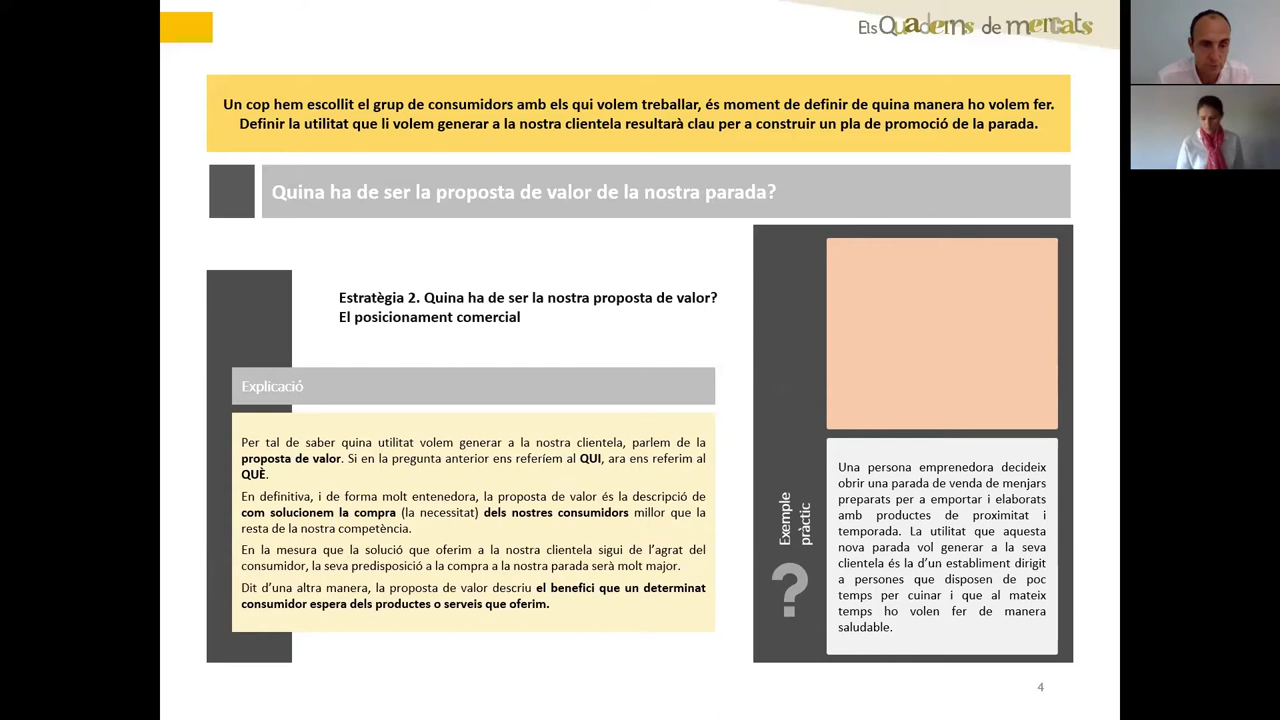 Els Quaderns de mercats
Un cop hem escollit el grup de consumidors amb els qui volem treballar, és moment de definir de quina manera ho volem fer.
Definir la utilitat que li volem generar a la nostra clientela resultarà clau per a construir un pla de promoció de la parada.
Quina ha de ser la proposta de valor de la nostra parada?
Estratègia 2. Quina ha de ser la nostra proposta de valor?
El posicionament comercial
Explicació
Per tal de saber quina utilitat volem generar a la nostra clientela, parlem de la
proposta de valor. Si en la pregunta anterior ens referíem al QUI, ara ens referim al
QUÈ.
En definitiva, i de forma molt entenedora, la proposta de valor és la descripció de
com solucionem la compra (la necessitat) dels nostres consumidors millor que la
resta de la nostra competència.
En la mesura que la solució que oferim a la nostra clientela sigui de l’agrat del
consumidor, la seva predisposició a la compra a la nostra parada serà molt major.
Dit d’una altra manera, la proposta de valor descriu el benefici que un determinat
consumidor espera dels productes o serveis que oferim.
Exemple
pràctic
?
Una persona emprenedora decideix
obrir una parada de venda de menjars
preparats per a emportar i elaborats
amb productes de proximitat i
temporada. La utilitat que aquesta
nova parada vol generar a la seva
clientela és la d’un establiment dirigit
a persones que disposen de poc
temps per cuinar i que al mateix
temps ho volen fer de manera
saludable.
4